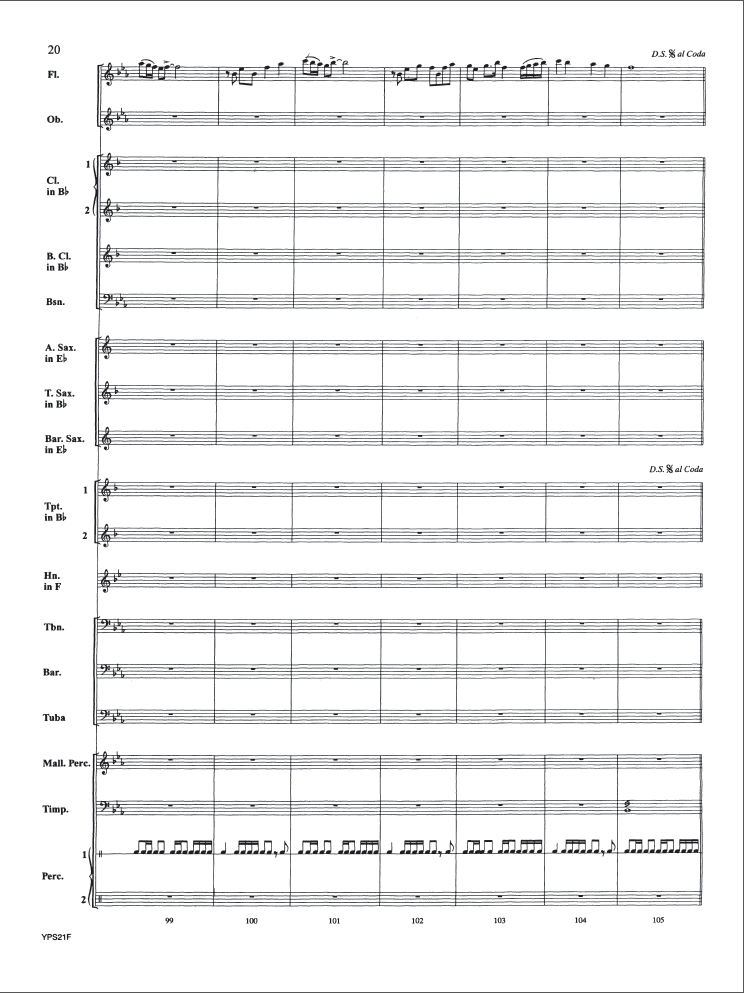 20
D.S. 𝄋 al Coda
Fl.
Ob.
1
Cl.
in B♭
2
B. Cl.
in B♭
Bsn.
A. Sax.
in E♭
T. Sax.
in B♭
Bar. Sax.
in E♭
D.S. 𝄋 al Coda
1
Tpt.
in B♭
2
Hn.
in F
Tbn.
Bar.
Tuba
Mall. Perc.
Timp.
1
Perc.
2
99 100 101 102 103 104 105
YPS21F